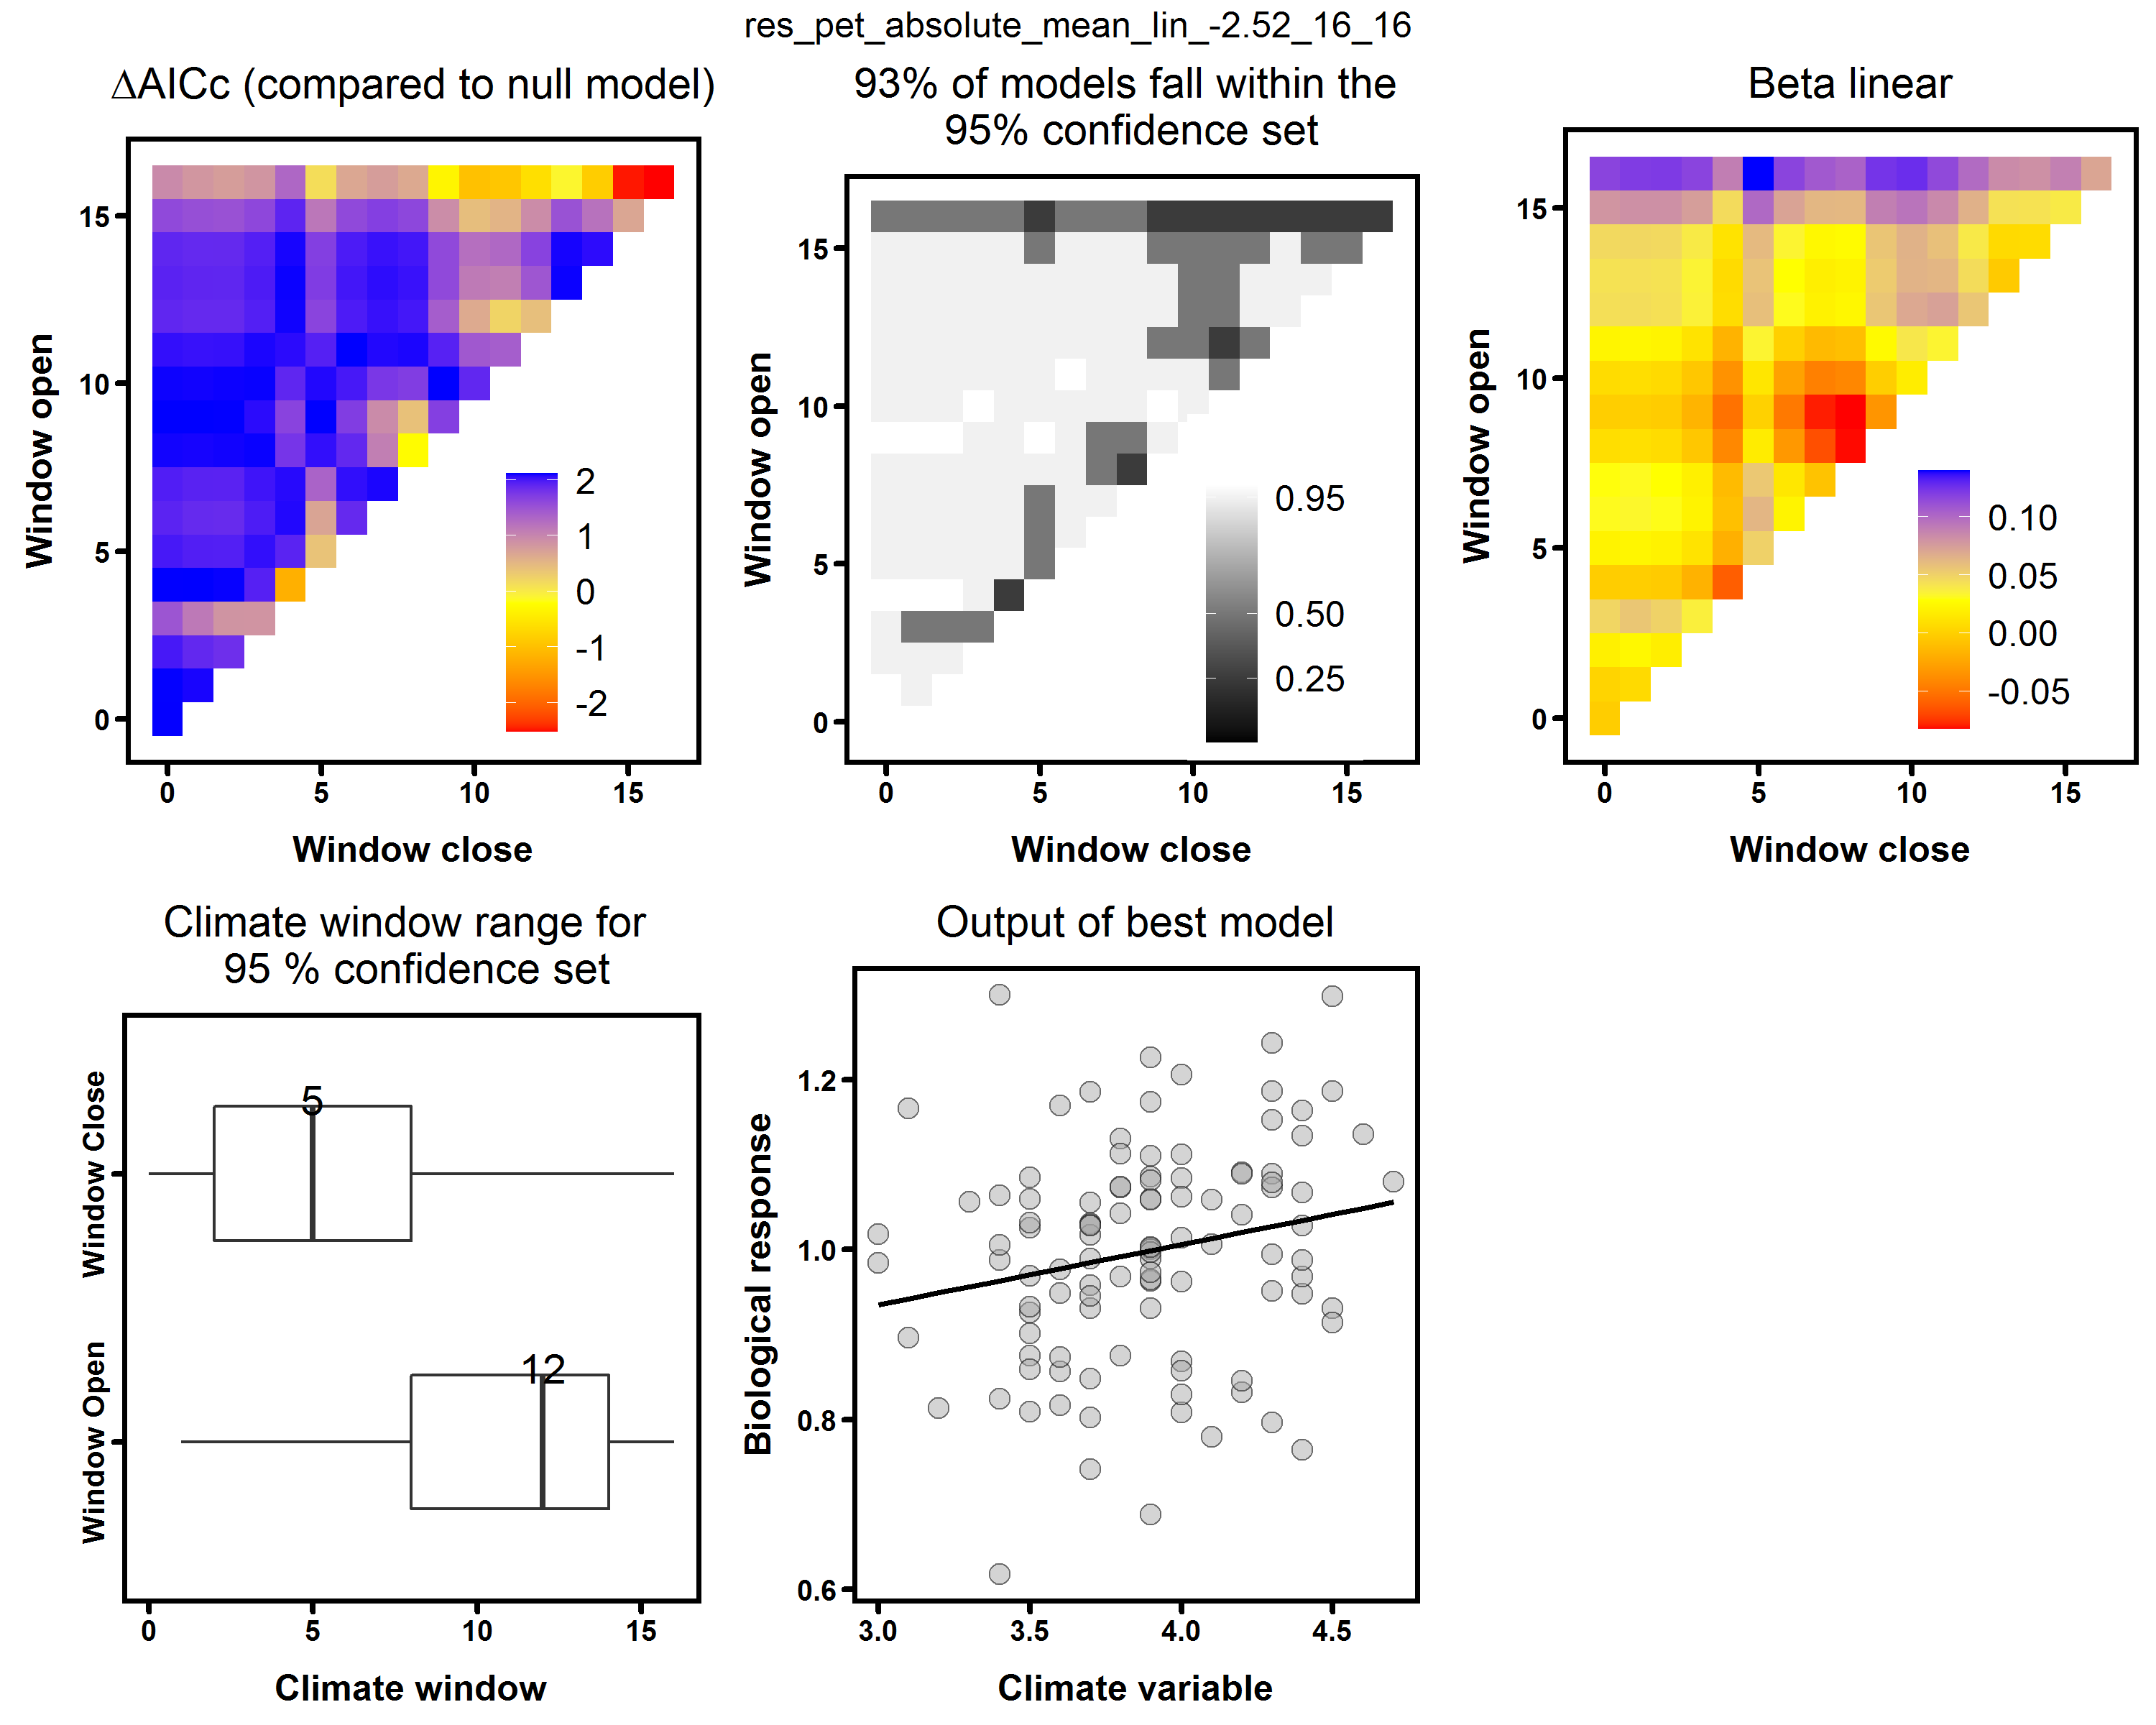 res_pet_absolute_mean_lin_-2.52_16_16
ΔAICc (compared to null model)
Window open
15
10
5
0
2
1
0
-1
-2
0 5 10 15
Window close
93% of models fall within the
95% confidence set
Window open
15
10
5
0
0.95
0.50
0.25
0 5 10 15
Window close
Beta linear
Window open
15
10
5
0
0.10
0.05
0.00
-0.05
0 5 10 15
Window close
Climate window range for
95 % confidence set
Window Close
5
Window Open
12
0 5 10 15
Climate window
Output of best model
Biological response
1.2
1.0
0.8
0.6
3.0 3.5 4.0 4.5
Climate variable